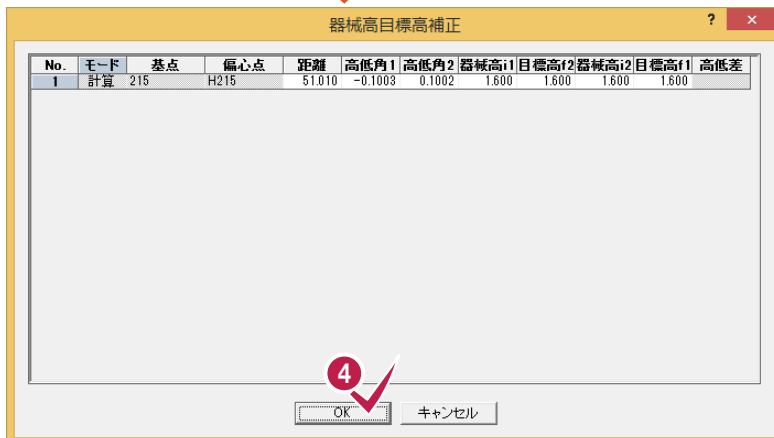 器械高目標高補正
? ×
No. モード 基点 偏心点 距離 高低角1 高低角2 器械高i1 目標高f2 器械高i2 目標高f1 高低差
1 計算 215 H215 51.010 -0.1003 0.1002 1.600 1.600 1.600 1.600
4
OK キャンセル